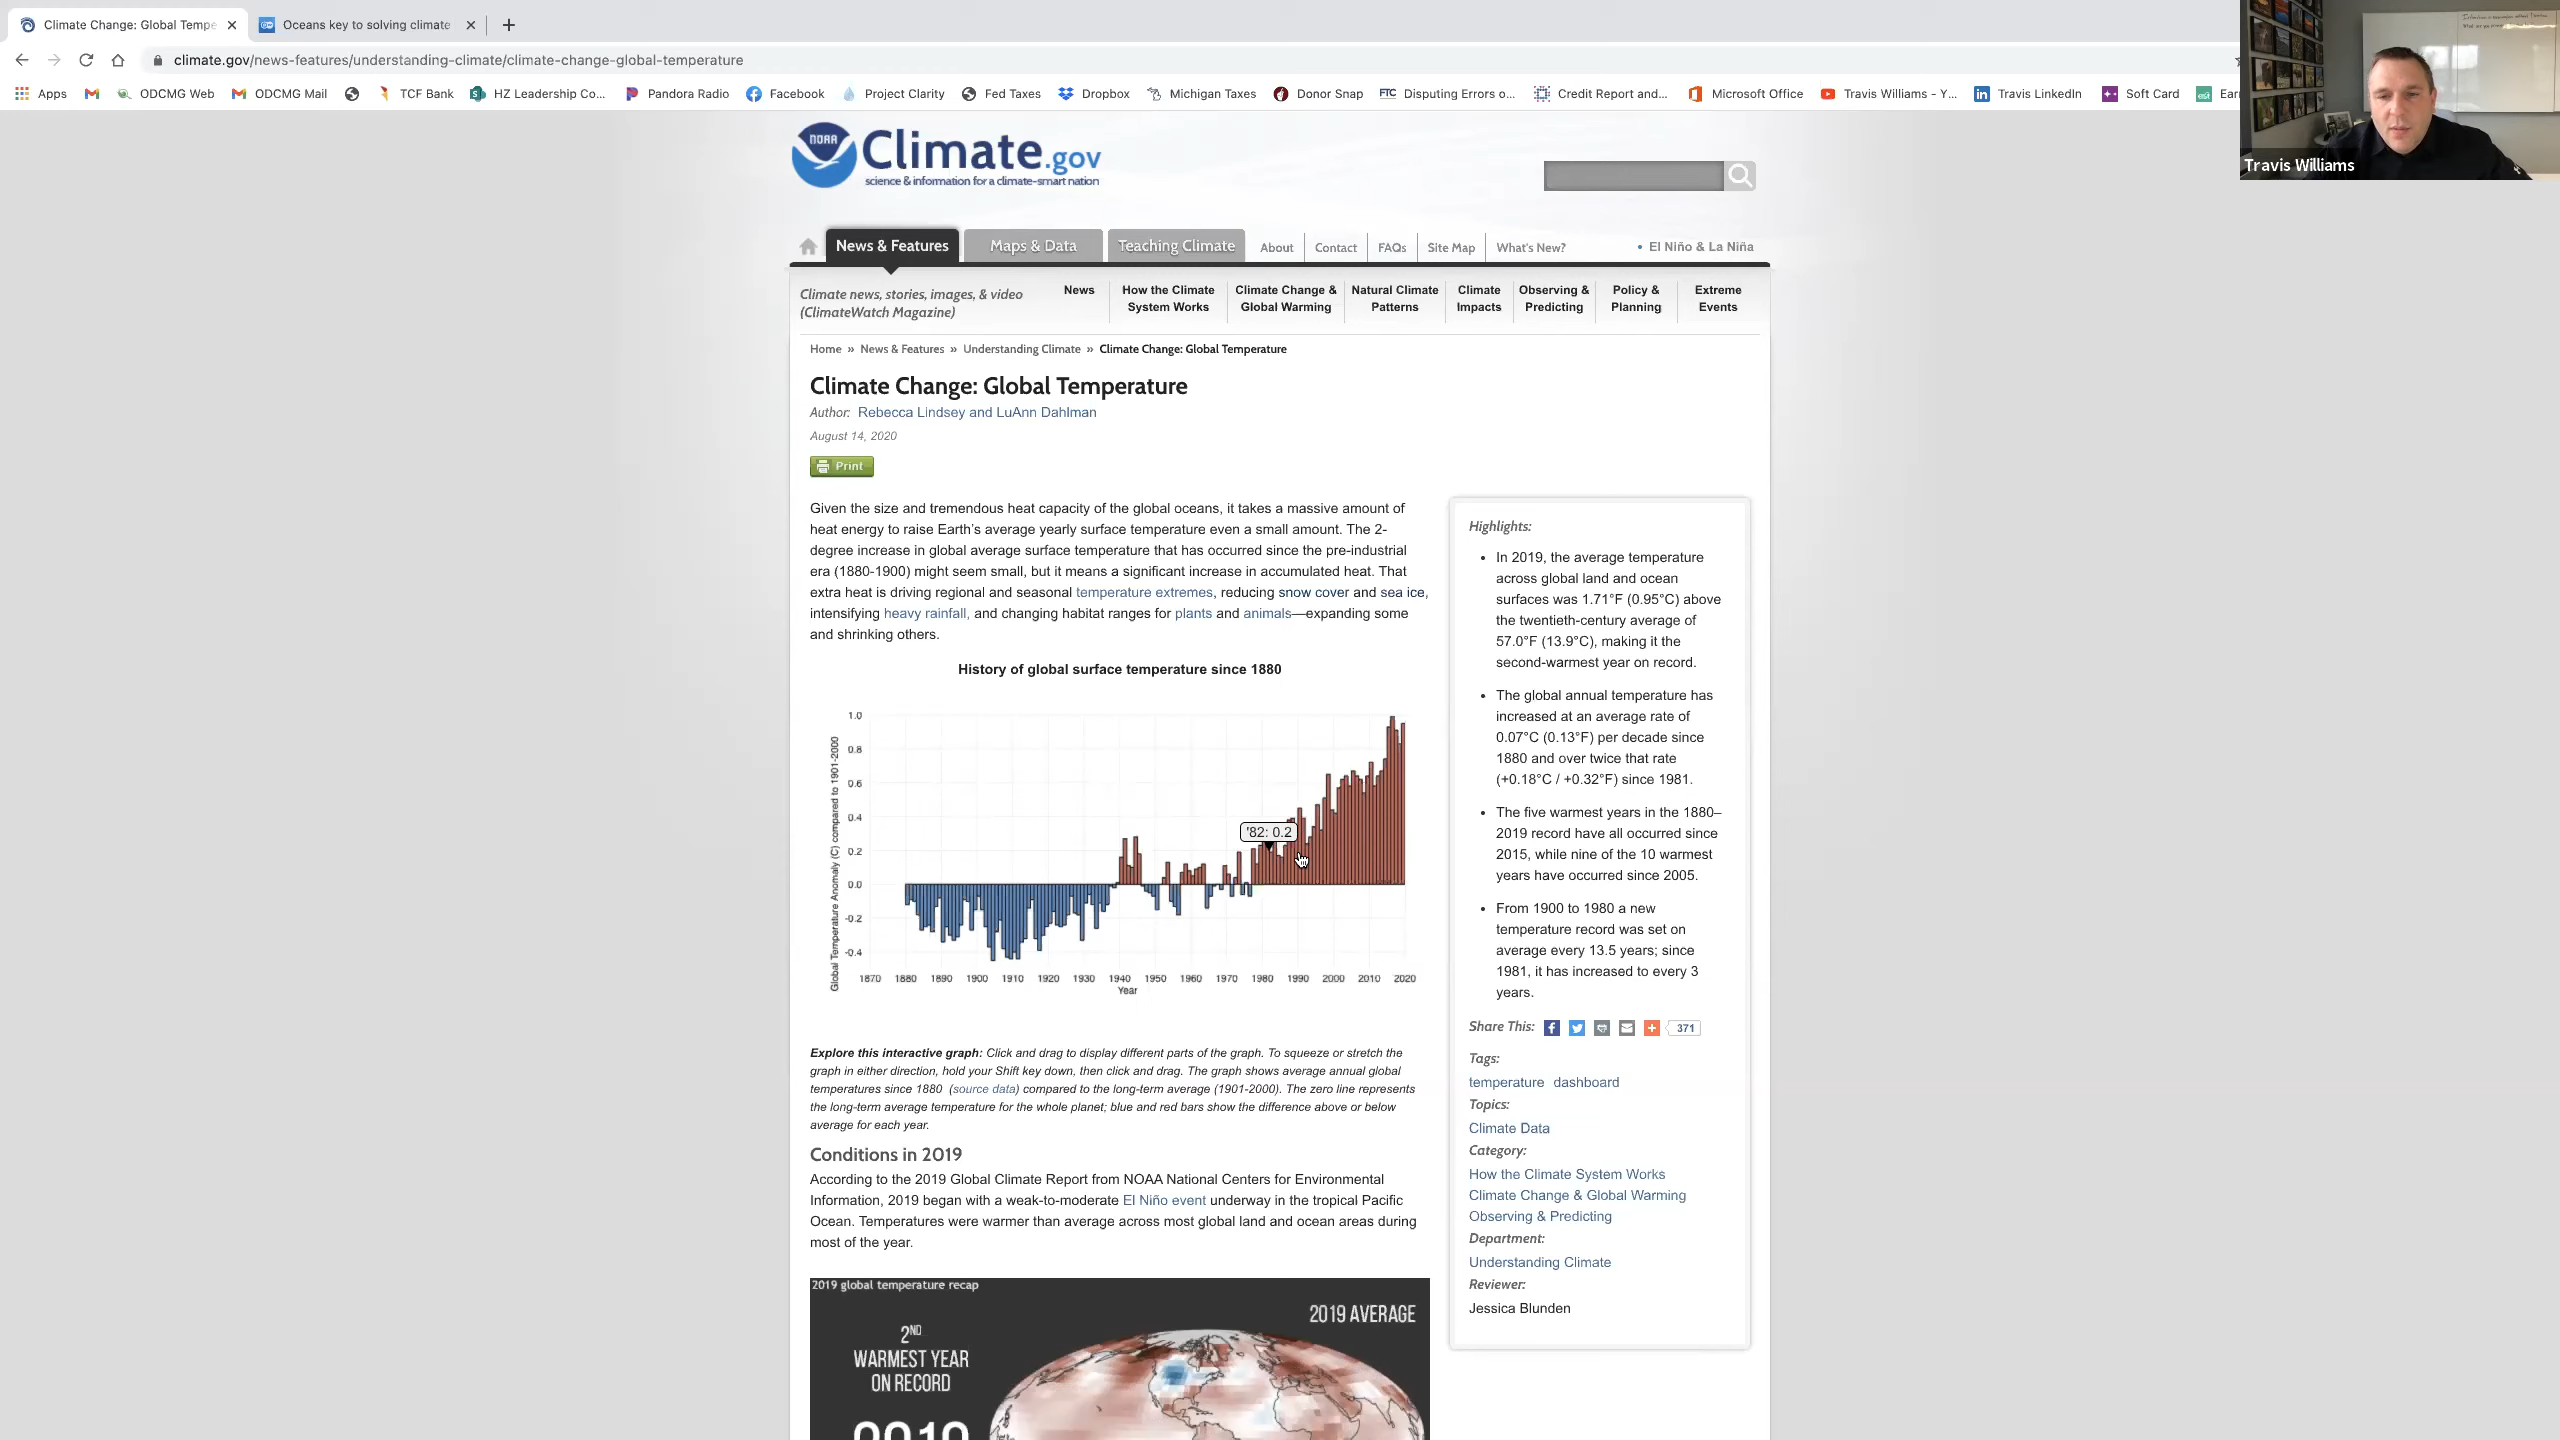 Climate Change: Global Tempe
Oceans key to solving climate
climate.gov/news-features/understanding-climate/climate-change-global-temperature
Apps
ODCMG Web
ODCMG Mail
TCF Bank
HZ Leadership Co...
Pandora Radio
Facebook
Project Clarity
Fed Taxes
Dropbox
Michigan Taxes
Donor Snap
FTC Disputing Errors o...
Credit Report and...
Microsoft Office
Travis Williams - Y...
Travis LinkedIn
Soft Card
Ear
Travis Williams
NOAA
Climate.gov
science & information for a climate-smart nation
News & Features
Maps & Data
Teaching Climate
About
Contact
FAQs
Site Map
What's New?
• El Niño & La Niña
Climate news, stories, images, & video
(ClimateWatch Magazine)
News
How the Climate
System Works
Climate Change &
Global Warming
Natural Climate
Patterns
Climate
Impacts
Observing &
Predicting
Policy &
Planning
Extreme
Events
Home » News & Features » Understanding Climate » Climate Change: Global Temperature
Climate Change: Global Temperature
Author: Rebecca Lindsey and LuAnn Dahlman
August 14, 2020
Print
Given the size and tremendous heat capacity of the global oceans, it takes a massive amount of
heat energy to raise Earth's average yearly surface temperature even a small amount. The 2-
degree increase in global average surface temperature that has occurred since the pre-industrial
era (1880-1900) might seem small, but it means a significant increase in accumulated heat. That
extra heat is driving regional and seasonal temperature extremes, reducing snow cover and sea ice,
intensifying heavy rainfall, and changing habitat ranges for plants and animals—expanding some
and shrinking others.
History of global surface temperature since 1880
Global Temperature Anomaly (C) compared to 1901-2000
1.0
0.8
0.6
0.4
0.2
0.0
-0.2
-0.4
'82: 0.2
1870 1880 1890 1900 1910 1920 1930 1940 1950 1960 1970 1980 1990 2000 2010 2020
Year
Explore this interactive graph: Click and drag to display different parts of the graph. To squeeze or stretch the
graph in either direction, hold your Shift key down, then click and drag. The graph shows average annual global
temperatures since 1880 (source data) compared to the long-term average (1901-2000). The zero line represents
the long-term average temperature for the whole planet; blue and red bars show the difference above or below
average for each year.
Conditions in 2019
According to the 2019 Global Climate Report from NOAA National Centers for Environmental
Information, 2019 began with a weak-to-moderate El Niño event underway in the tropical Pacific
Ocean. Temperatures were warmer than average across most global land and ocean areas during
most of the year.
2019 global temperature recap
2019 AVERAGE
2ND
WARMEST YEAR
ON RECORD
2019
Highlights:
• In 2019, the average temperature
across global land and ocean
surfaces was 1.71°F (0.95°C) above
the twentieth-century average of
57.0°F (13.9°C), making it the
second-warmest year on record.
• The global annual temperature has
increased at an average rate of
0.07°C (0.13°F) per decade since
1880 and over twice that rate
(+0.18°C / +0.32°F) since 1981.
• The five warmest years in the 1880–
2019 record have all occurred since
2015, while nine of the 10 warmest
years have occurred since 2005.
• From 1900 to 1980 a new
temperature record was set on
average every 13.5 years; since
1981, it has increased to every 3
years.
Share This:
371
Tags:
temperature dashboard
Topics:
Climate Data
Category:
How the Climate System Works
Climate Change & Global Warming
Observing & Predicting
Department:
Understanding Climate
Reviewer:
Jessica Blunden